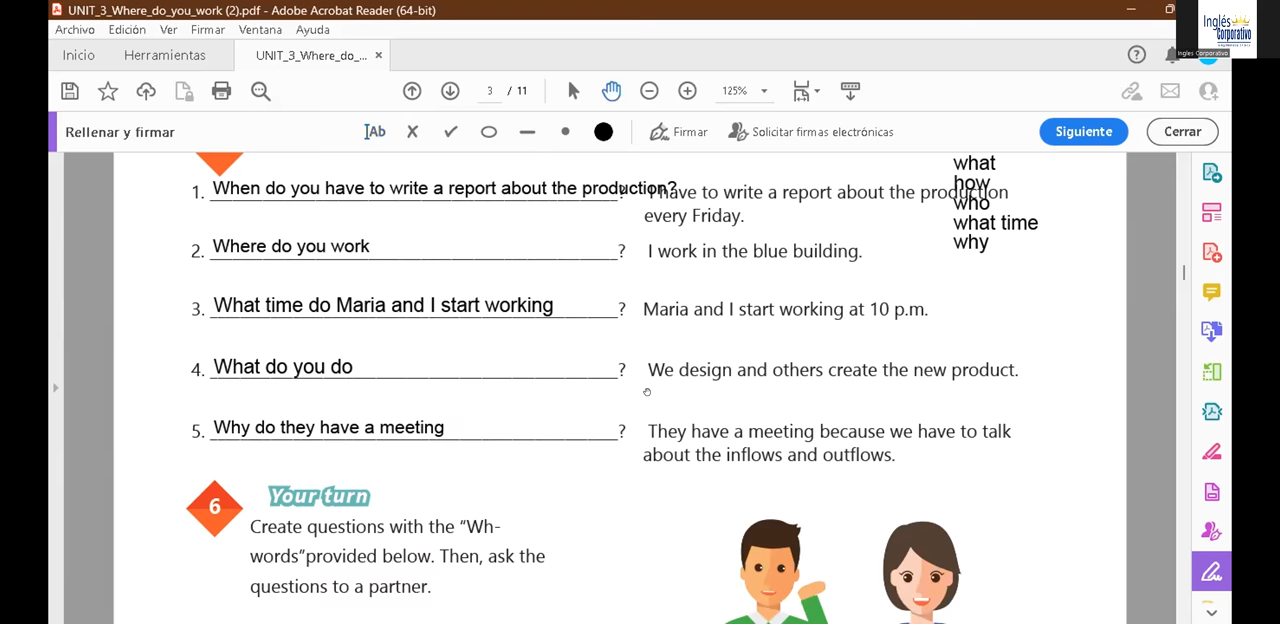 UNIT_3_Where_do_you_work (2).pdf - Adobe Acrobat Reader (64-bit)
Archivo Edición Ver Firmar Ventana Ayuda
Inglés
Corporativo
Ingles Corporativo
Inicio Herramientas UNIT_3_Where_do_... ×
3 / 11 125%
Rellenar y firmar Ab Firmar Solicitar firmas electrónicas Siguiente Cerrar
what
how
who
what time
why
1. When do you have to write a report about the production? ? I have to write a report about the production
every Friday.
2. Where do you work ? I work in the blue building.
3. What time do Maria and I start working ? Maria and I start working at 10 p.m.
4. What do you do ? We design and others create the new product.
5. Why do they have a meeting ? They have a meeting because we have to talk
about the inflows and outflows.
6 Your turn
Create questions with the “Wh-
words”provided below. Then, ask the
questions to a partner.